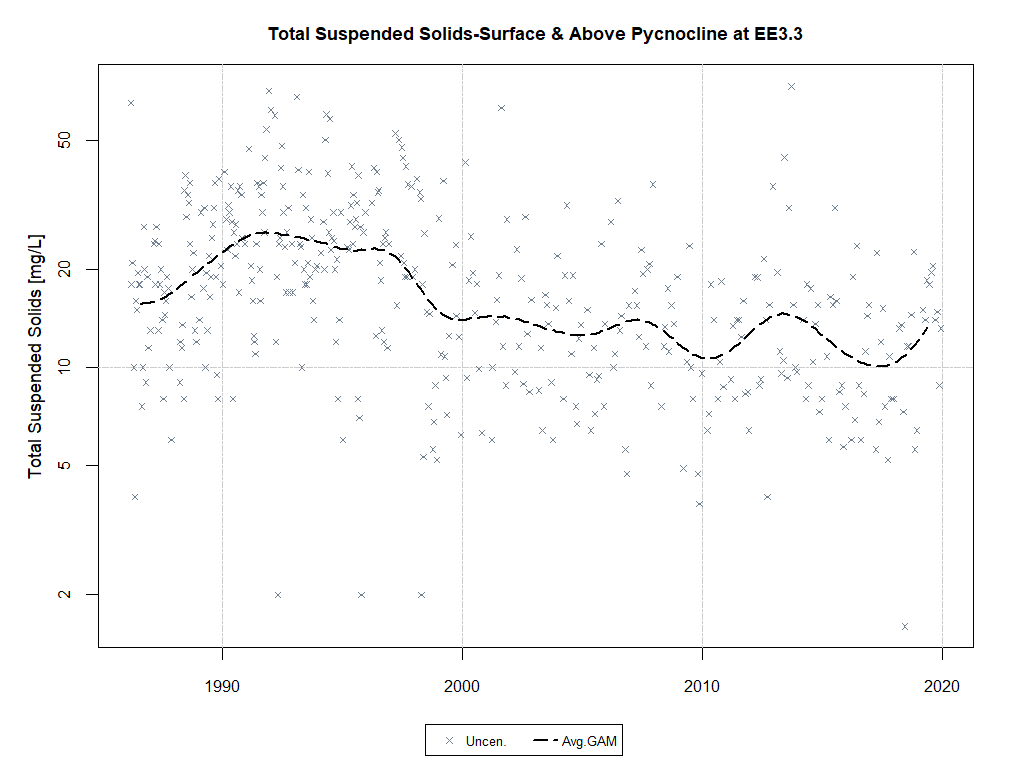 Total Suspended Solids-Surface & Above Pycnocline at EE3.3
Total Suspended Solids [mg/L]
50
20
10
5
2
1990 2000 2010 2020
Uncen. Avg.GAM